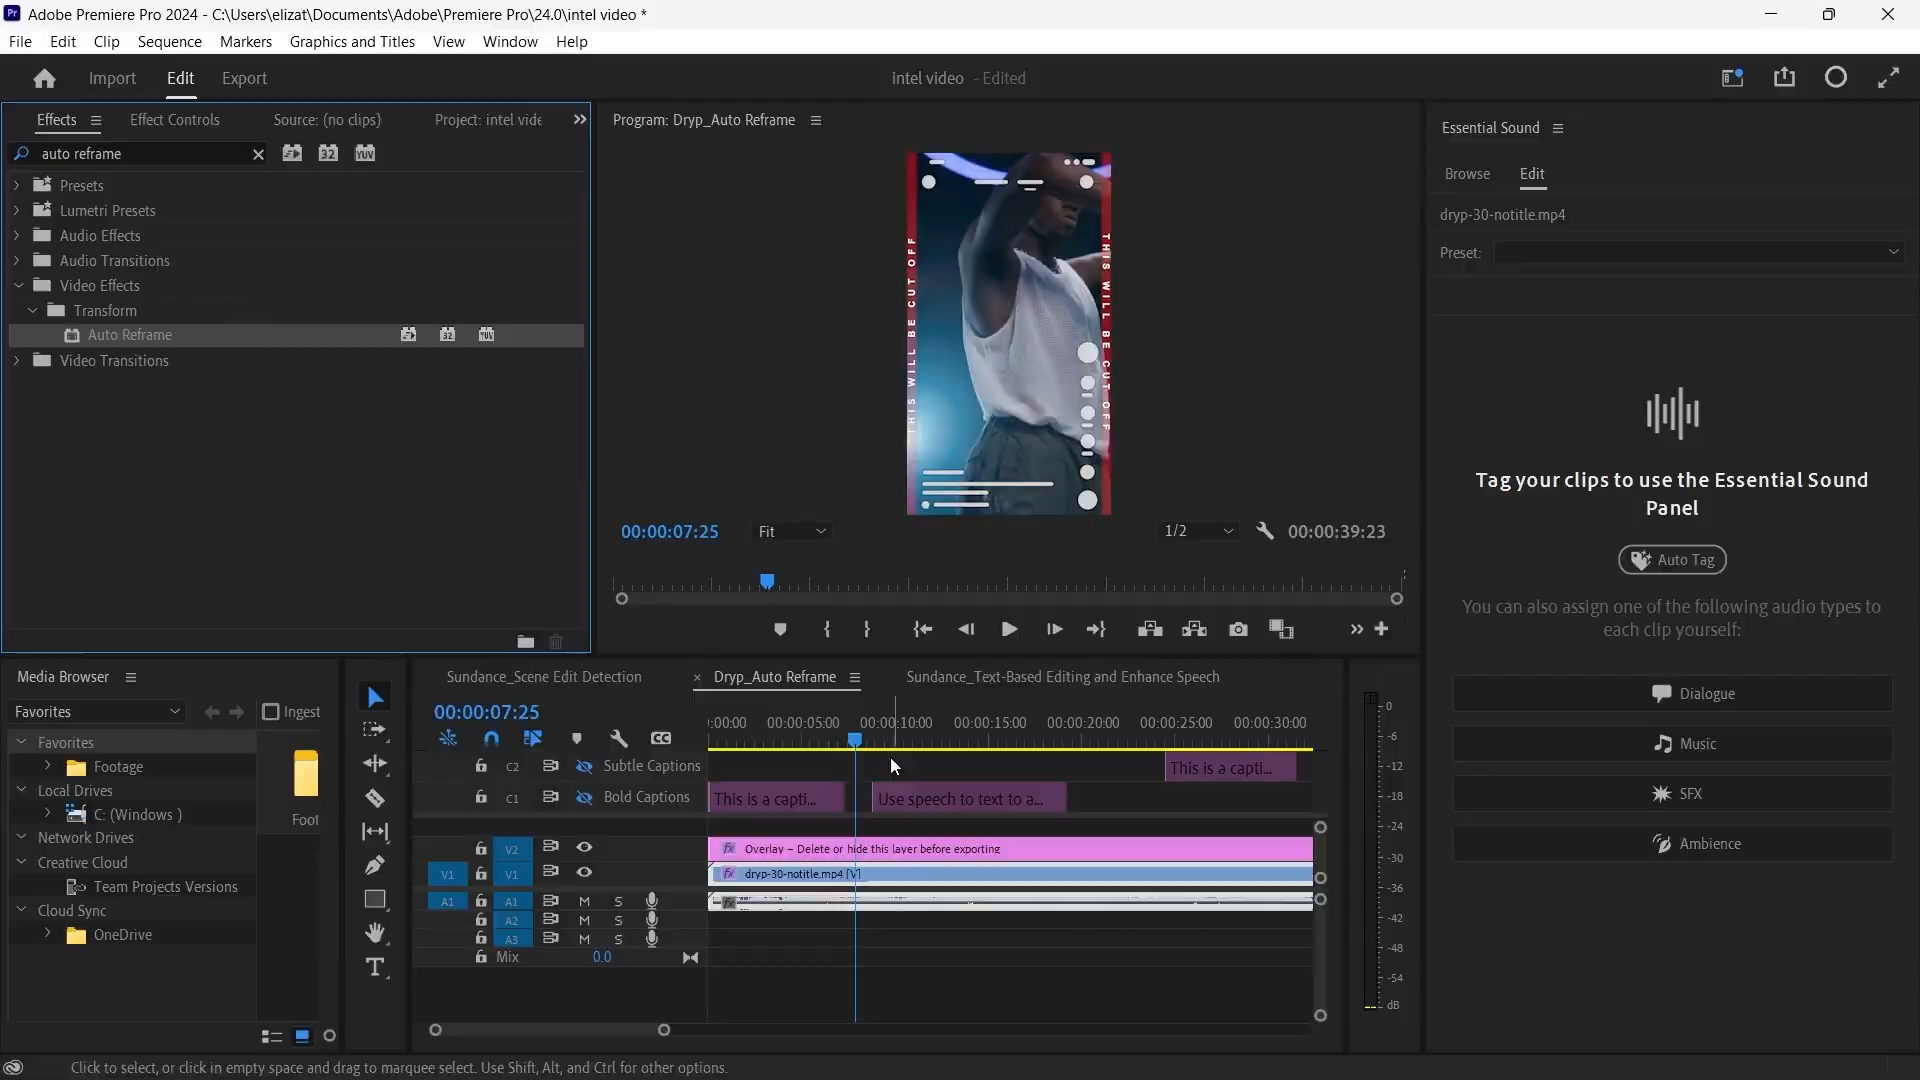 Adobe Premiere Pro 2024 - C:\Users\elizat\Documents\Adobe\Premiere Pro\24.0\intel video *
File Edit Clip Sequence Markers Graphics and Titles View Window Help
Import Edit Export
intel video - Edited
Effects Effect Controls Source: (no clips) Project: intel vide
auto reframe
32 YUV
Presets
Lumetri Presets
Audio Effects
Audio Transitions
Video Effects
Transform
Auto Reframe
32 YUV
Video Transitions
Program: Dryp_Auto Reframe
THIS WILL BE CUT OFF
THIS WILL BE CUT OFF
00:00:07:25 Fit 1/2 00:00:39:23
Essential Sound
Browse Edit
dryp-30-notitle.mp4
Preset:
Tag your clips to use the Essential Sound
Panel
Auto Tag
You can also assign one of the following audio types to
each clip yourself:
Dialogue
Music
SFX
Ambience
Media Browser
Favorites Ingest
Favorites
Footage
Local Drives
C: (Windows )
Network Drives
Creative Cloud
Team Projects Versions
Cloud Sync
OneDrive
Foot
Sundance_Scene Edit Detection × Dryp_Auto Reframe Sundance_Text-Based Editing and Enhance Speech
00:00:07:25
:00:00 00:00:05:00 00:00:10:00 00:00:15:00 00:00:20:00 00:00:25:00 00:00:30:00
CC
C2 Subtle Captions This is a capti...
C1 Bold Captions This is a capti... Use speech to text to a...
V2 fx Overlay – Delete or hide this layer before exporting
V1 V1 fx dryp-30-notitle.mp4 [V]
A1 A1 M S fx
A2 M S
A3 M S
Mix 0.0
0
-6
-12
-18
-24
-30
-36
-42
-48
-54
dB
Click to select, or click in empty space and drag to marquee select. Use Shift, Alt, and Ctrl for other options.